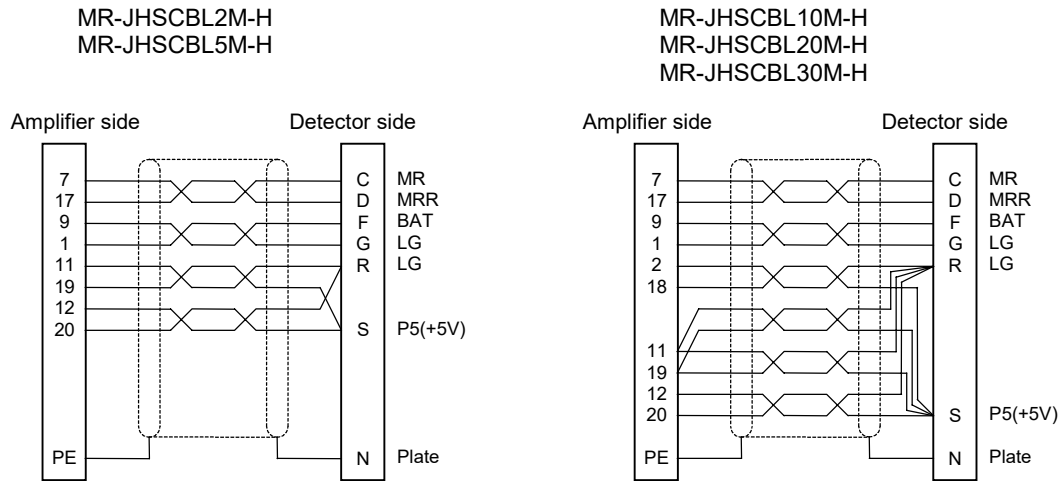 MR-JHSCBL2M-H
MR-JHSCBL5M-H
Amplifier side Detector side
7 C MR
17 D MRR
9 F BAT
1 G LG
11 R LG
19
12
20 S P5(+5V)
PE N Plate
MR-JHSCBL10M-H
MR-JHSCBL20M-H
MR-JHSCBL30M-H
Amplifier side Detector side
7 C MR
17 D MRR
9 F BAT
1 G LG
2 R LG
18
11
19
12
20 S P5(+5V)
PE N Plate